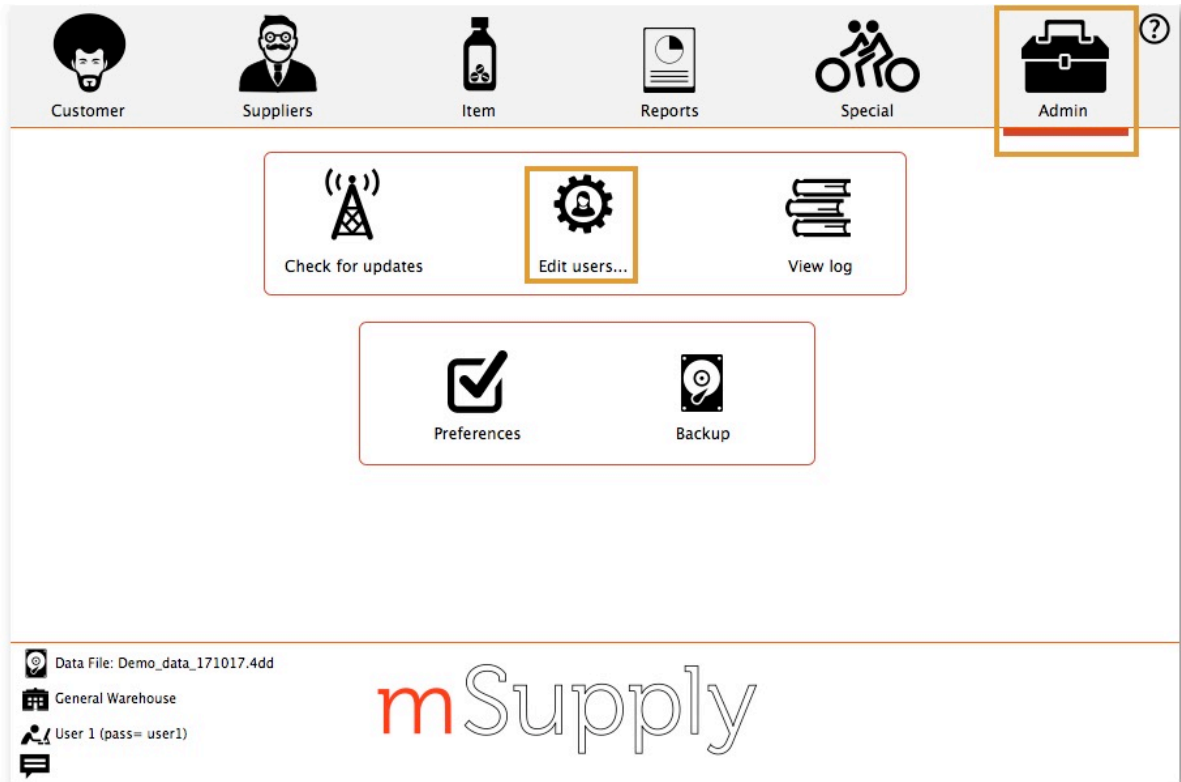 Customer Suppliers Item Reports Special Admin ?
Check for updates Edit users... View log
Preferences Backup
Data File: Demo_data_171017.4dd
General Warehouse
User 1 (pass= user1)
mSupply